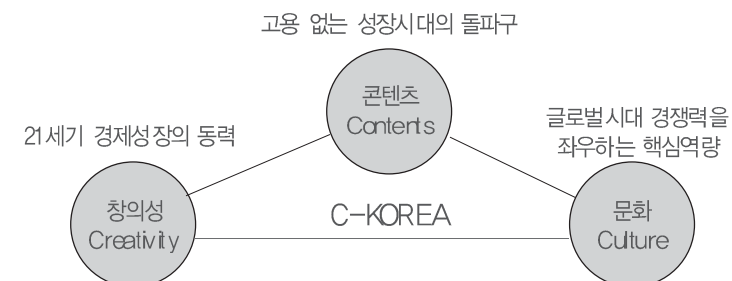 고용 없는 성장시대의 돌파구
콘텐츠
Contents
21세기 경제성장의 동력
글로벌시대 경쟁력을
좌우하는 핵심역량
창의성
Creativity
C-KOREA
문화
Culture